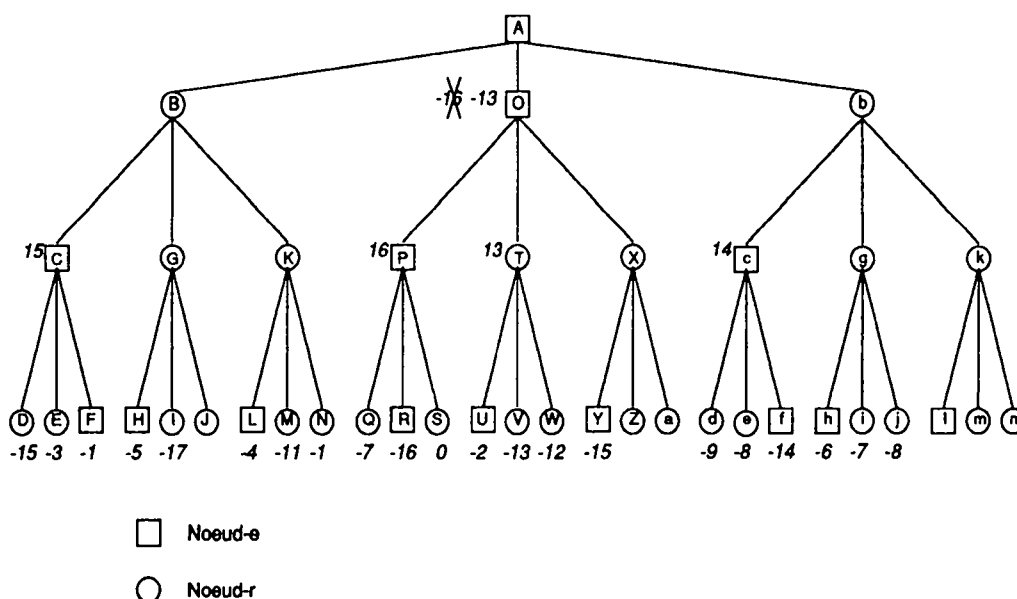 A
B -16 -13 O b
15 C G K 16 P 13 T X 14 c g k
D E F H I J L M N Q R S U V W Y Z a d e f h i j l m n
-15 -3 -1 -5 -17 -4 -11 -1 -7 -16 0 -2 -13 -12 -15 -9 -8 -14 -6 -7 -8
Noeud-e
Noeud-r